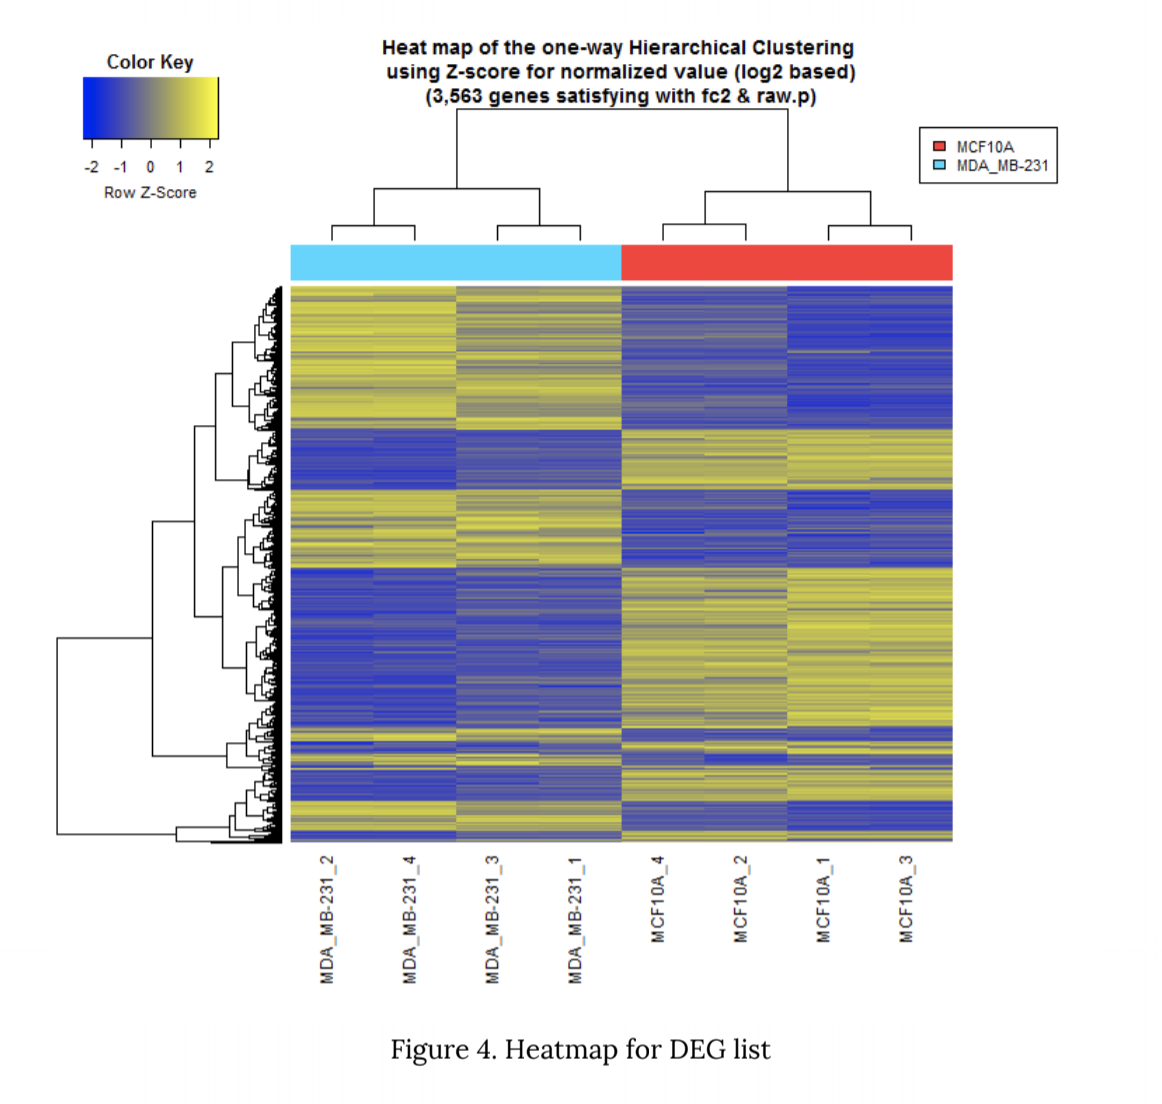 Heat map of the one-way Hierarchical Clustering
using Z-score for normalized value (log2 based)
(3,563 genes satisfying with fc2 & raw.p)
Color Key
-2 -1 0 1 2
Row Z-Score
MCF10A
MDA_MB-231
MDA_MB-231_2
MDA_MB-231_4
MDA_MB-231_3
MDA_MB-231_1
MCF10A_4
MCF10A_2
MCF10A_1
MCF10A_3
Figure 4. Heatmap for DEG list